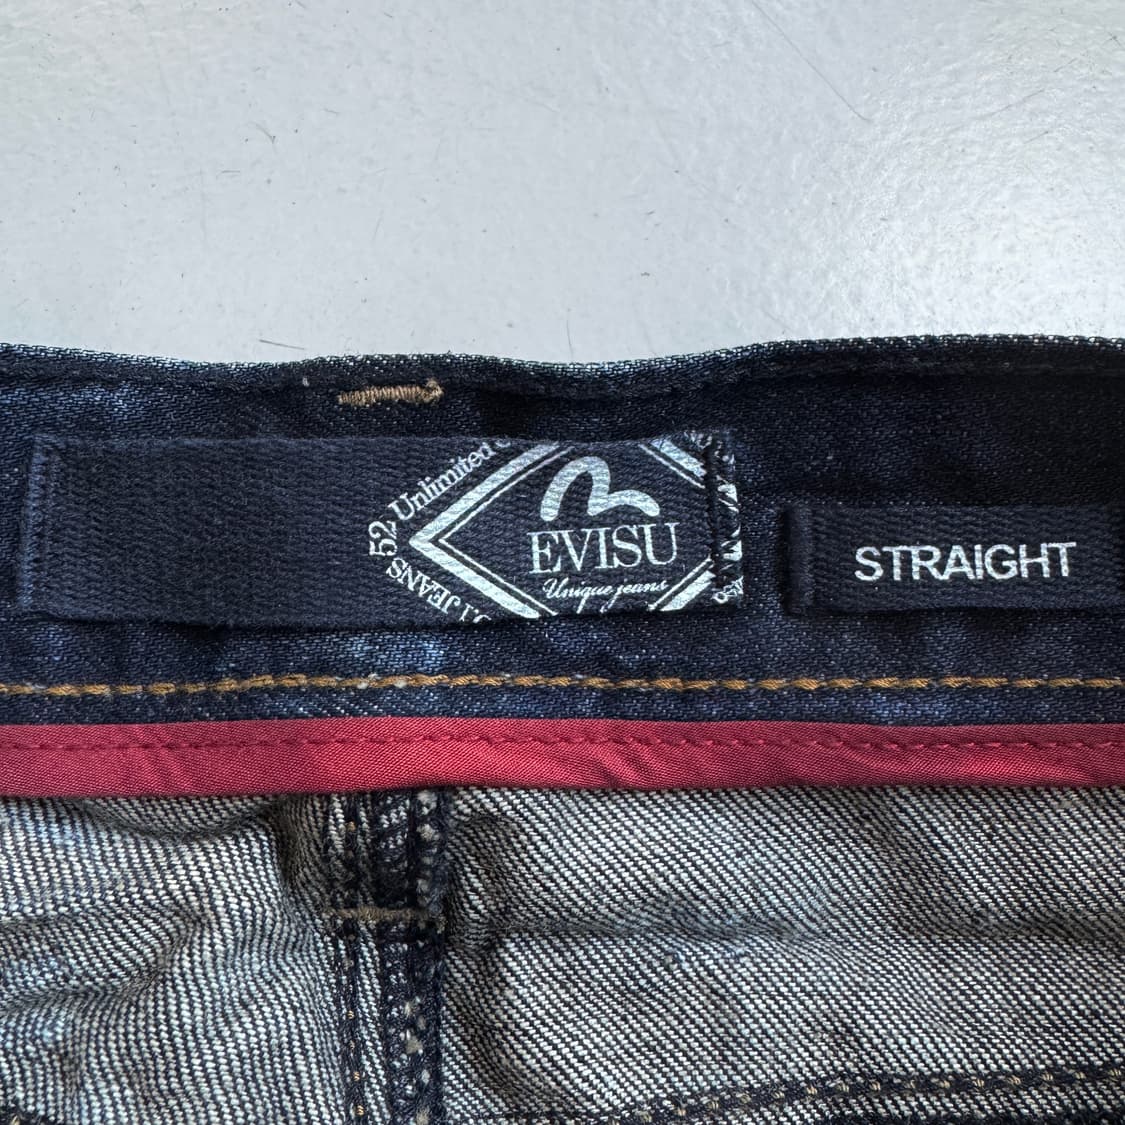 52 Unlimited
EVISU
Unique jeans
JEANS
STRAIGHT